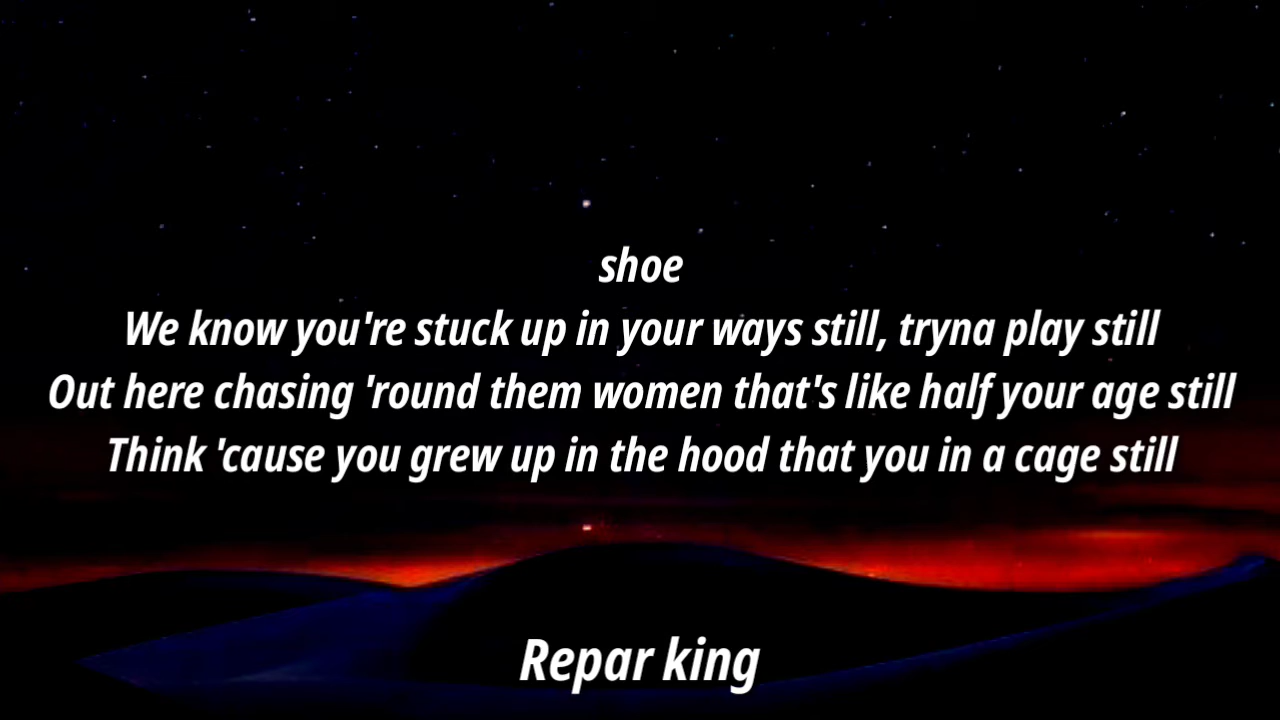 shoe
We know you're stuck up in your ways still, tryna play still
Out here chasing 'round them women that's like half your age still
Think 'cause you grew up in the hood that you in a cage still
Repar king